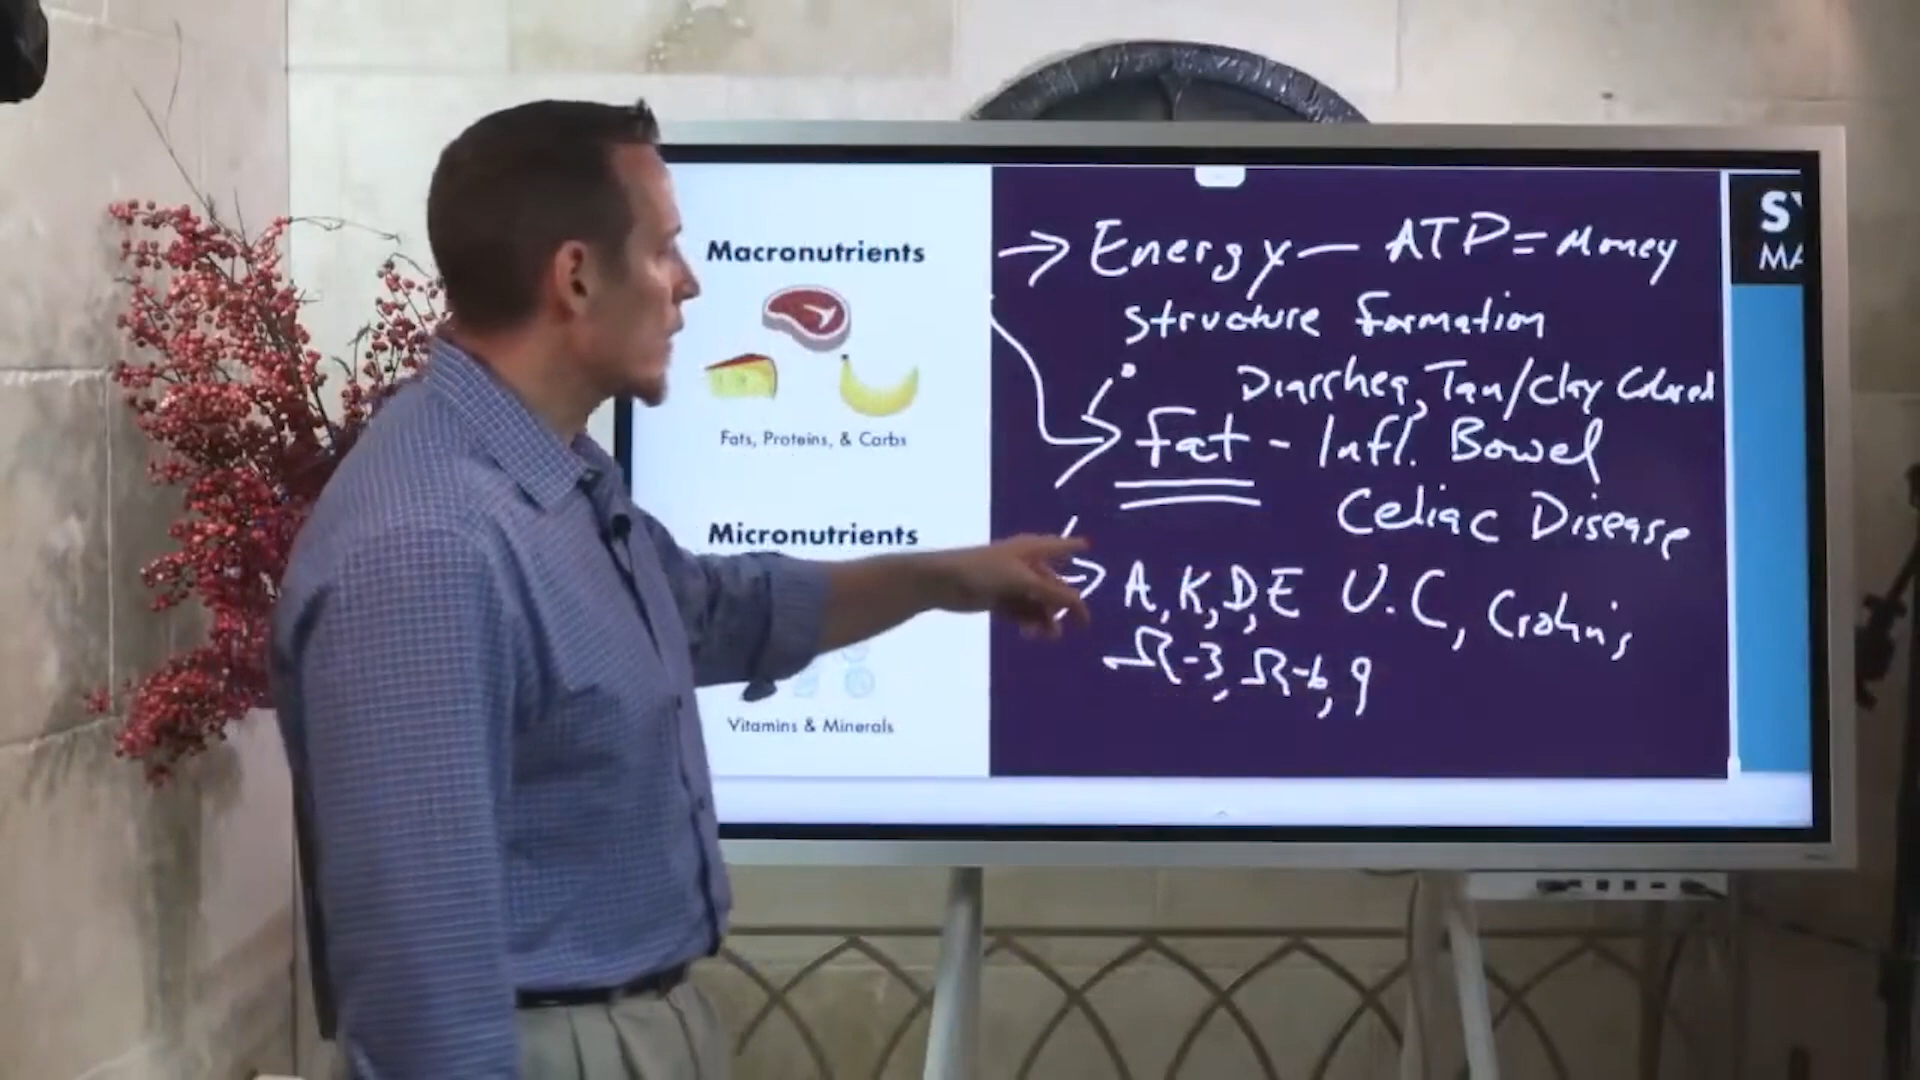 Macronutrients
Fats, Proteins, & Carbs
Micronutrients
Vitamins & Minerals
→ Energy — ATP = Money
Structure Formation
Diarrhea, Tan/Clay Colored
Fat - Infl. Bowel
Celiac Disease
A, K, D, E U.C, Crohn's
Ω-3, Ω-6, 9
MA